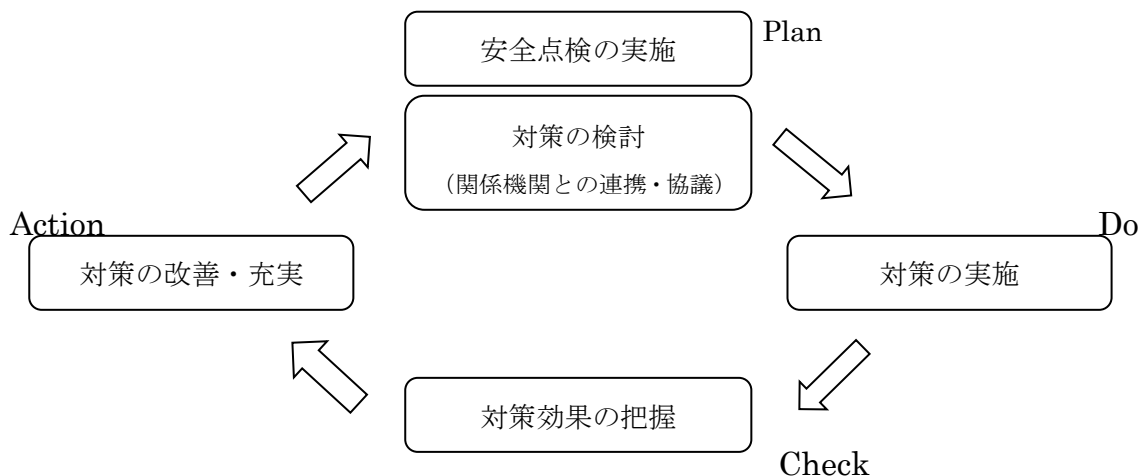 安全点検の実施
Plan
対策の検討
（関係機関との連携・協議）
Action
Do
対策の改善・充実
対策の実施
対策効果の把握
Check